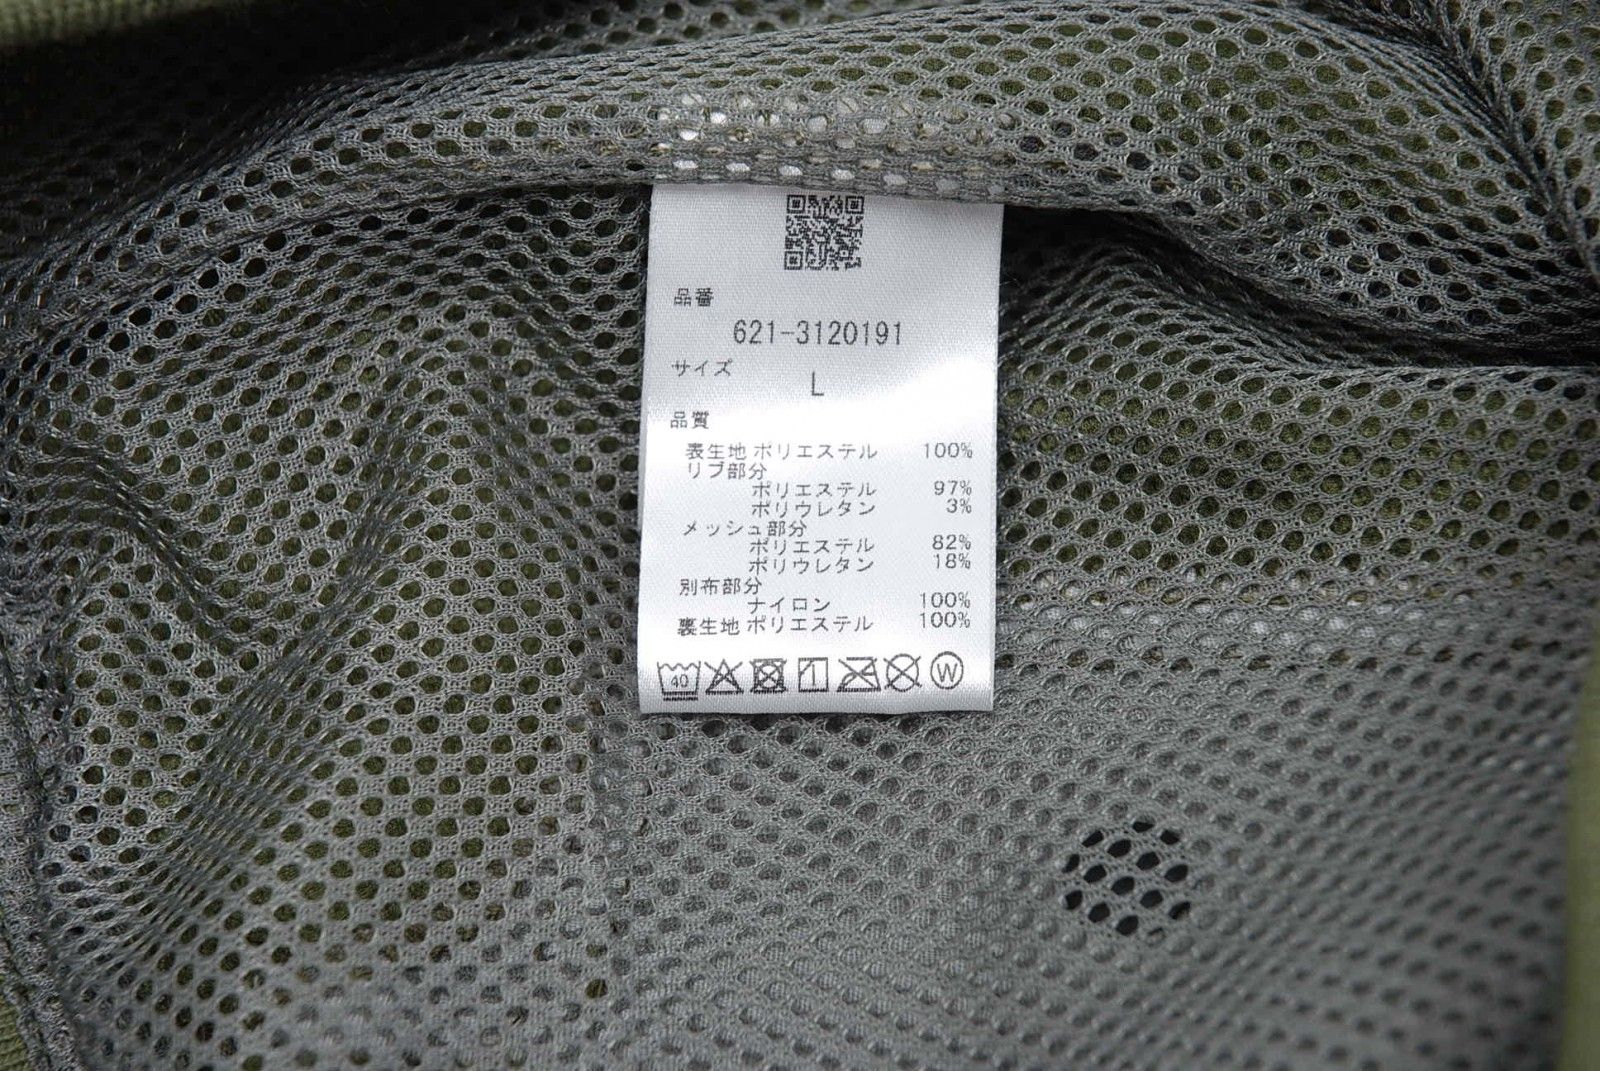 品番
621-3120191
サイズ
L
品質
表生地 ポリエステル 100%
リブ部分
ポリエステル 97%
ポリウレタン 3%
メッシュ部分
ポリエステル 82%
ポリウレタン 18%
別布部分
ナイロン 100%
裏生地 ポリエステル 100%
40 W